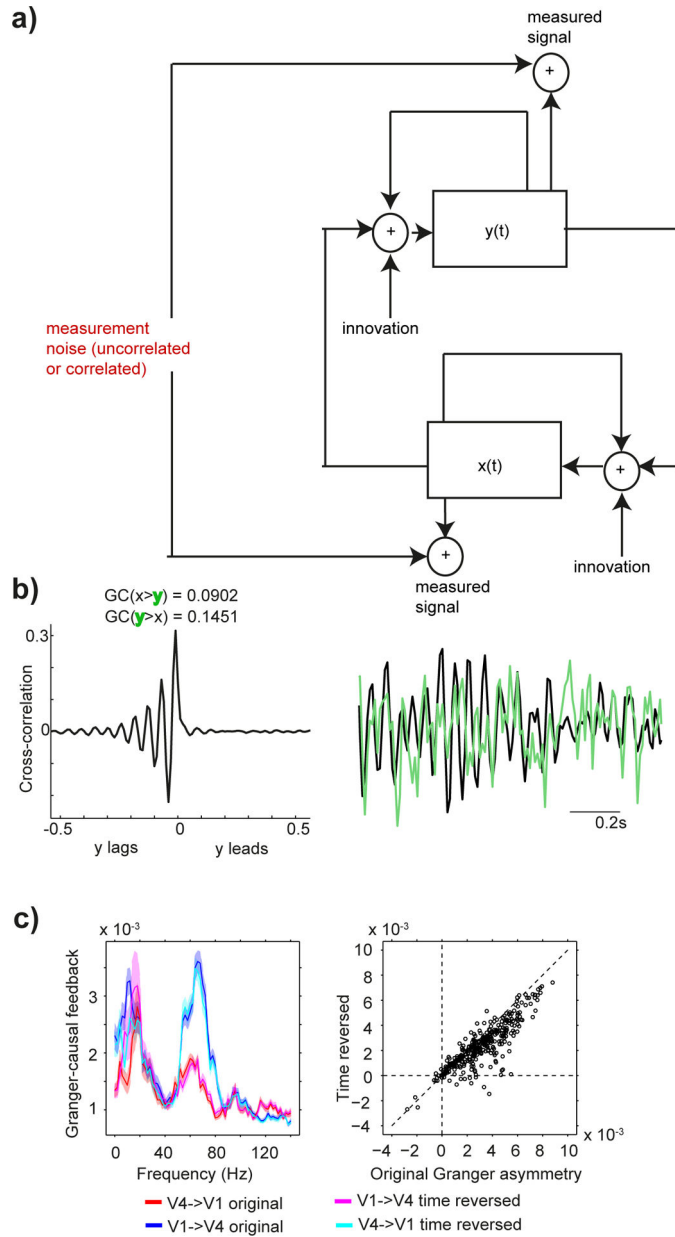 a)
measured
signal
+
+
y(t)
innovation
measurement
noise (uncorrelated
or correlated)
x(t)
+
+
innovation
measured
signal
b)
GC(x>y) = 0.0902
GC(y>x) = 0.1451
0.3
0
Cross-correlation
-0.5
0
0.5
y lags
y leads
0.2s
c)
x 10⁻³
3
2
1
Granger-causal feedback
0
40
80
120
Frequency (Hz)
x 10⁻³
10
8
6
4
2
0
−2
−4
Time reversed
x 10⁻³
−4
−2
0
2
4
6
8
10
Original Granger asymmetry
V4->V1 original
V1->V4 time reversed
V1->V4 original
V4->V1 time reversed